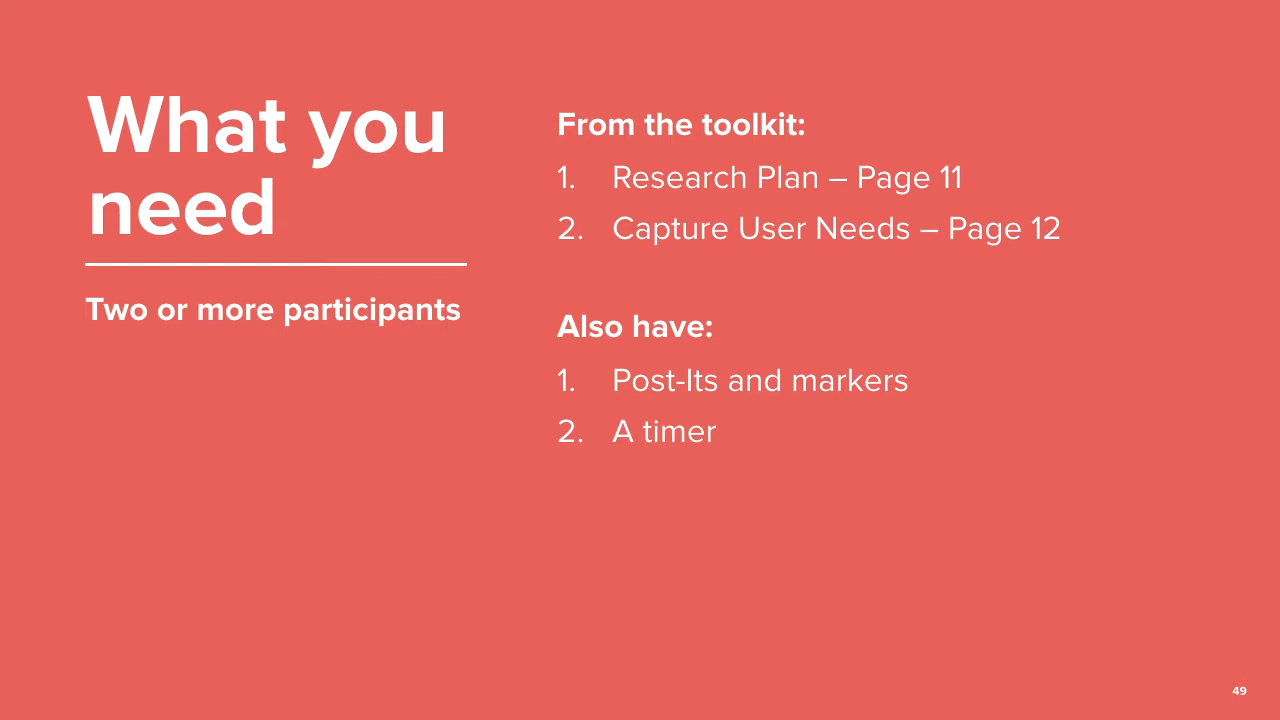 What you
need
Two or more participants
From the toolkit:
1. Research Plan – Page 11
2. Capture User Needs – Page 12
Also have:
1. Post-Its and markers
2. A timer
49